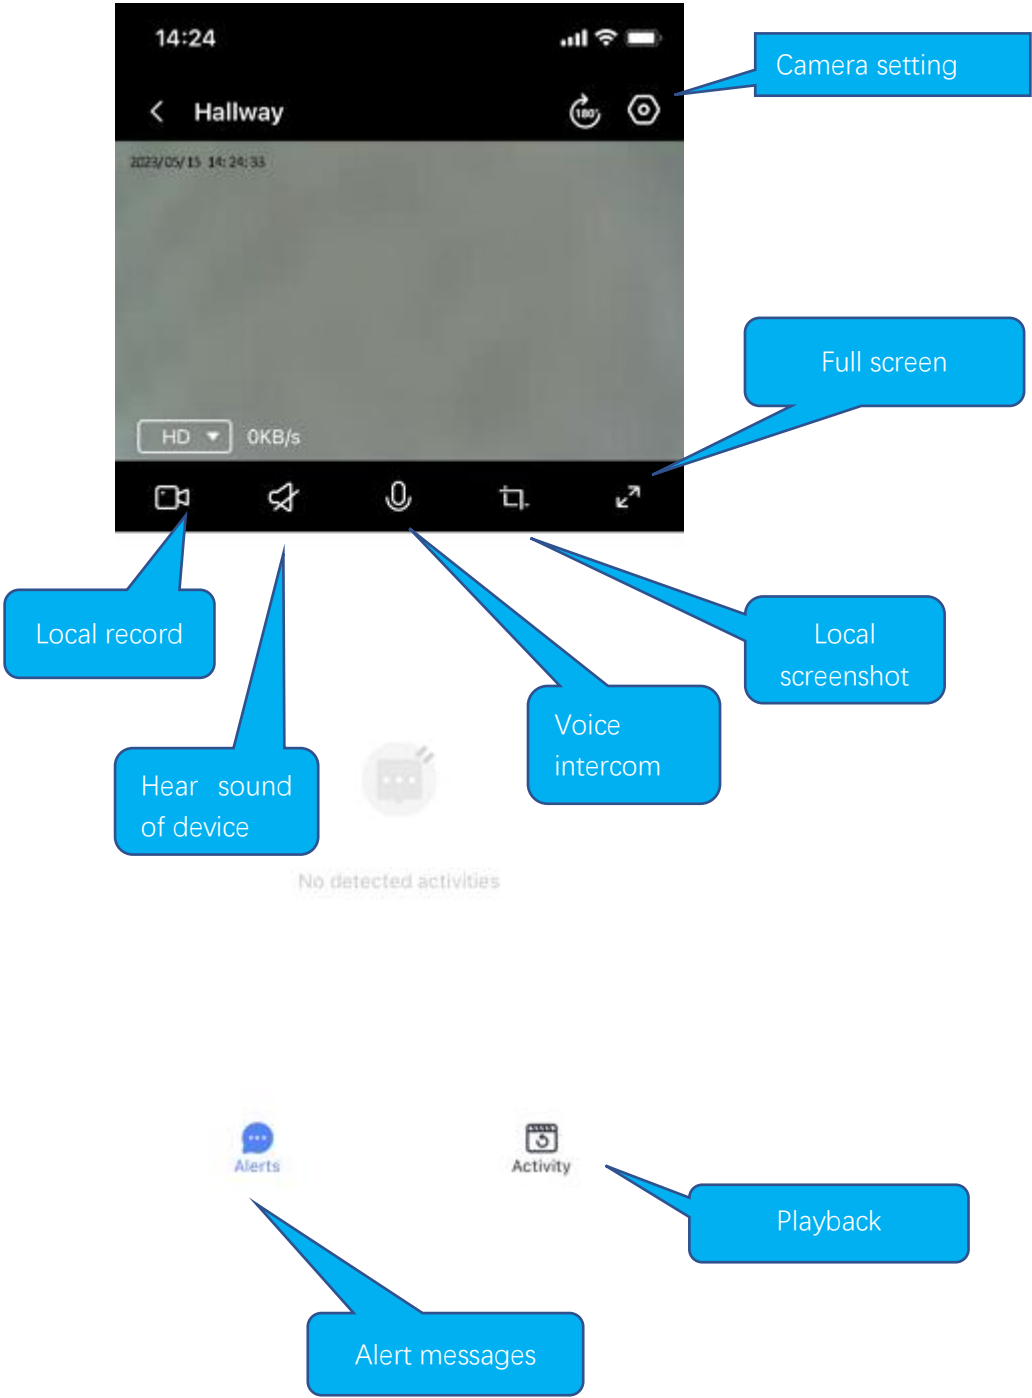 14:24
Camera setting
Hallway
180°
2023/05/15 14:24:33
Full screen
HD
0KB/s
Local record
Local
screenshot
Voice
intercom
Hear sound
of device
No detected activities
Alerts
Activity
Playback
Alert messages